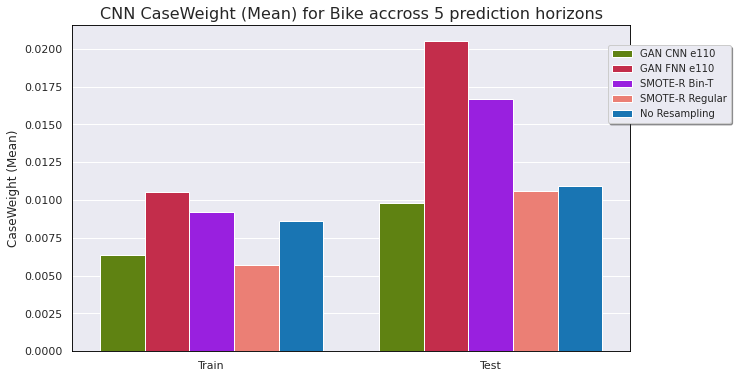 CNN CaseWeight (Mean) for Bike accross 5 prediction horizons
CaseWeight (Mean)
0.0200
0.0175
0.0150
0.0125
0.0100
0.0075
0.0050
0.0025
0.0000
Train
Test
GAN CNN e110
GAN FNN e110
SMOTE-R Bin-T
SMOTE-R Regular
No Resampling